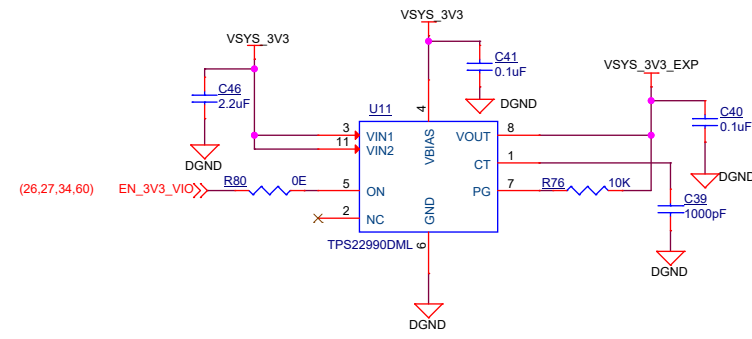 VSYS_3V3
VSYS_3V3
C41
0.1uF
DGND
VSYS_3V3_EXP
C46
2.2uF
DGND
C40
0.1uF
DGND
U11
4
3 VIN1
11 VIN2
VBIAS
VOUT 8
CT 1
(26,27,34,60) EN_3V3_VIO R80 0E 5 ON
PG 7 R76 10K
2 NC
GND
C39
1000pF
DGND
TPS22990DML
6
DGND